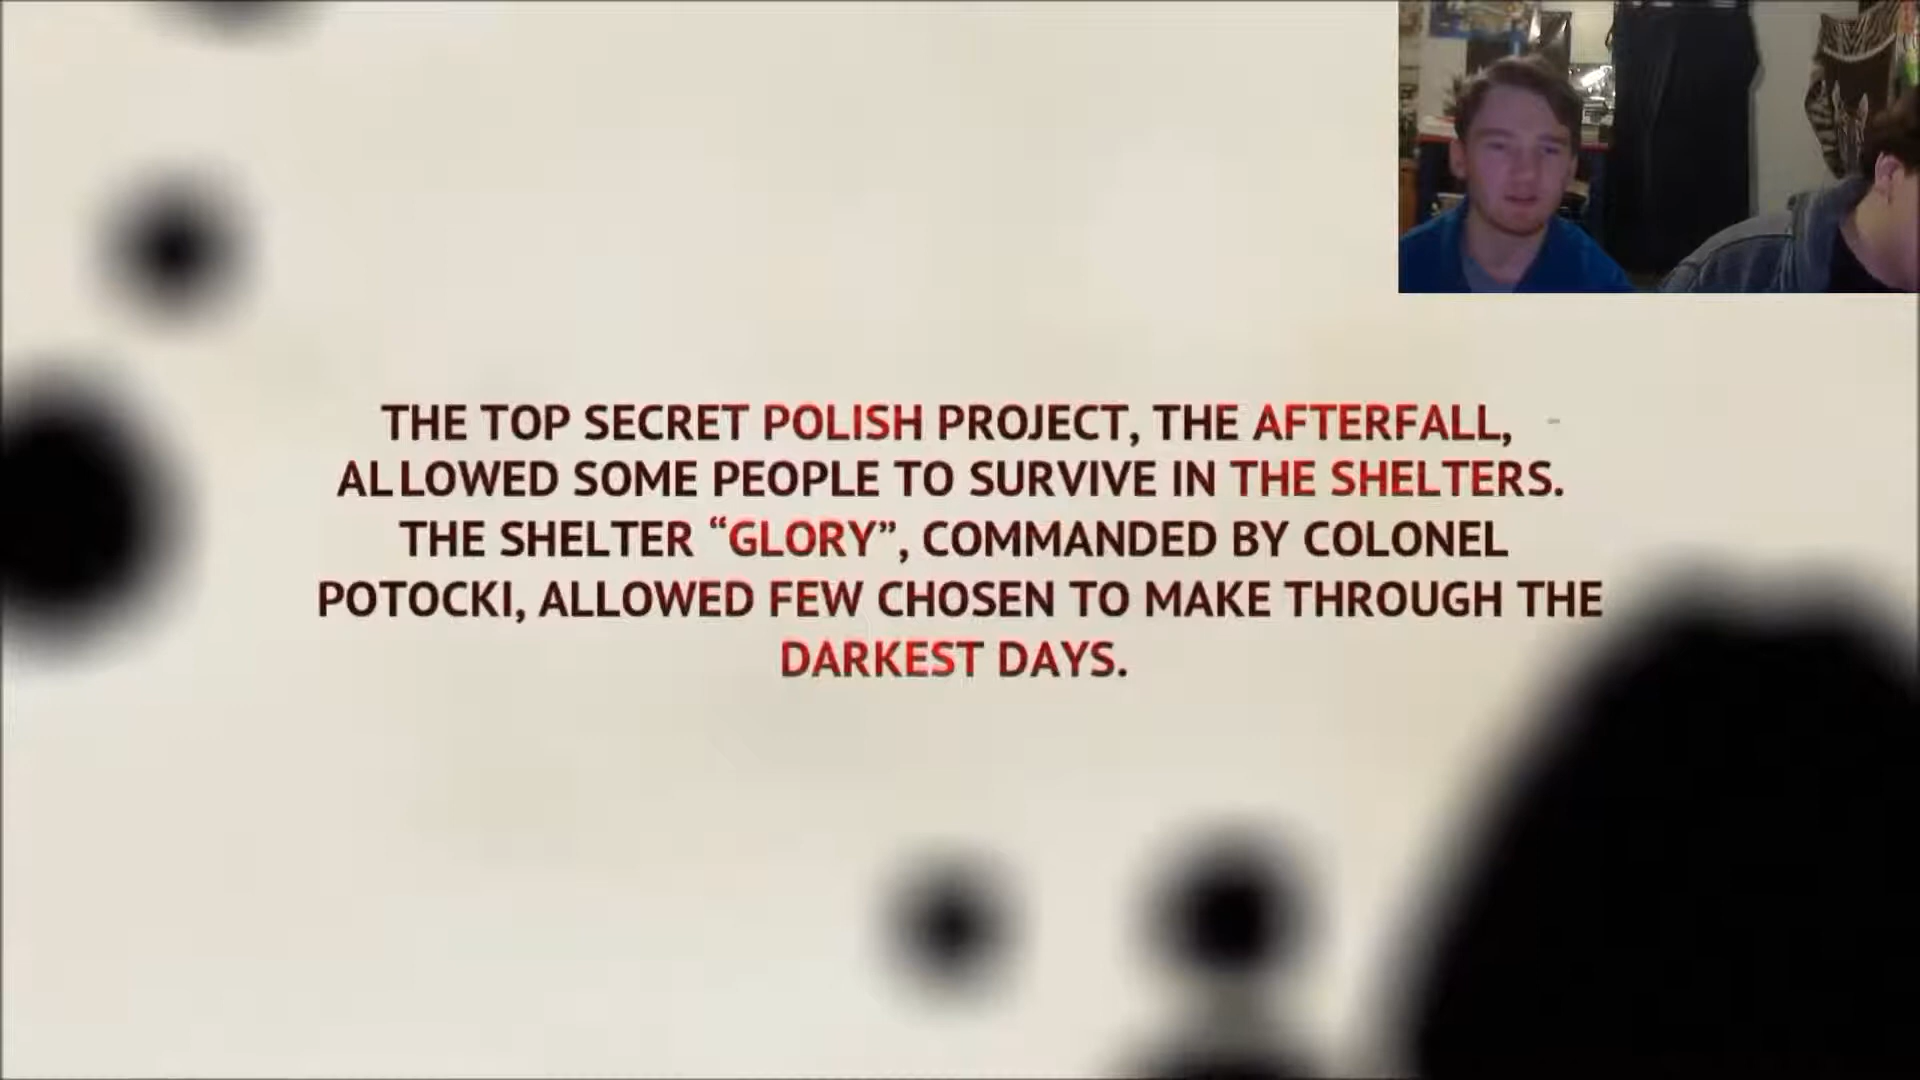 THE TOP SECRET POLISH PROJECT, THE AFTERFALL,
ALLOWED SOME PEOPLE TO SURVIVE IN THE SHELTERS.
THE SHELTER “GLORY”, COMMANDED BY COLONEL
POTOCKI, ALLOWED FEW CHOSEN TO MAKE THROUGH THE
DARKEST DAYS.